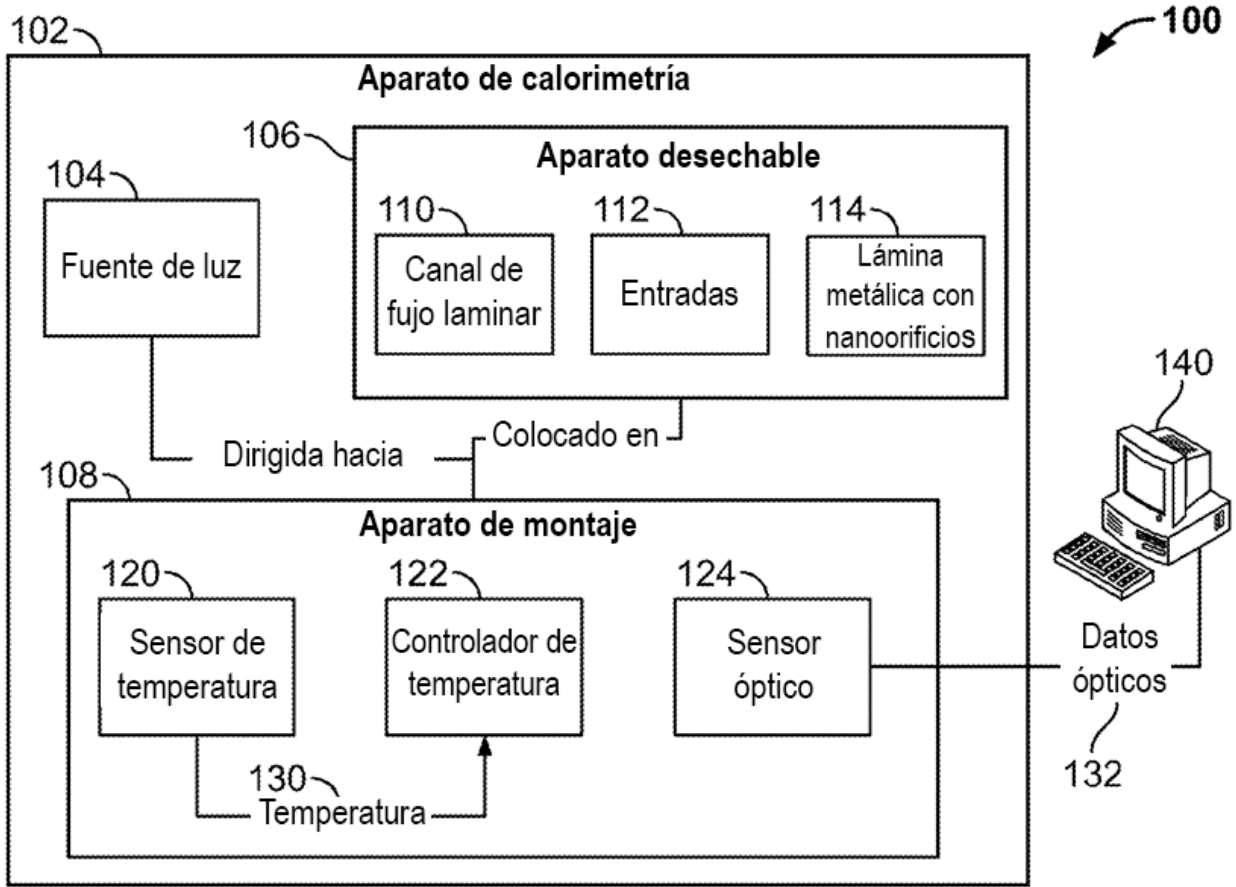 100
102
Aparato de calorimetría
106
Aparato desechable
104
Fuente de luz
110
Canal de
fujo laminar
112
Entradas
114
Lámina
metálica con
nanoorificios
140
Dirigida hacia
Colocado en
108
Aparato de montaje
120
Sensor de
temperatura
122
Controlador de
temperatura
124
Sensor
óptico
Datos
ópticos
132
130
Temperatura